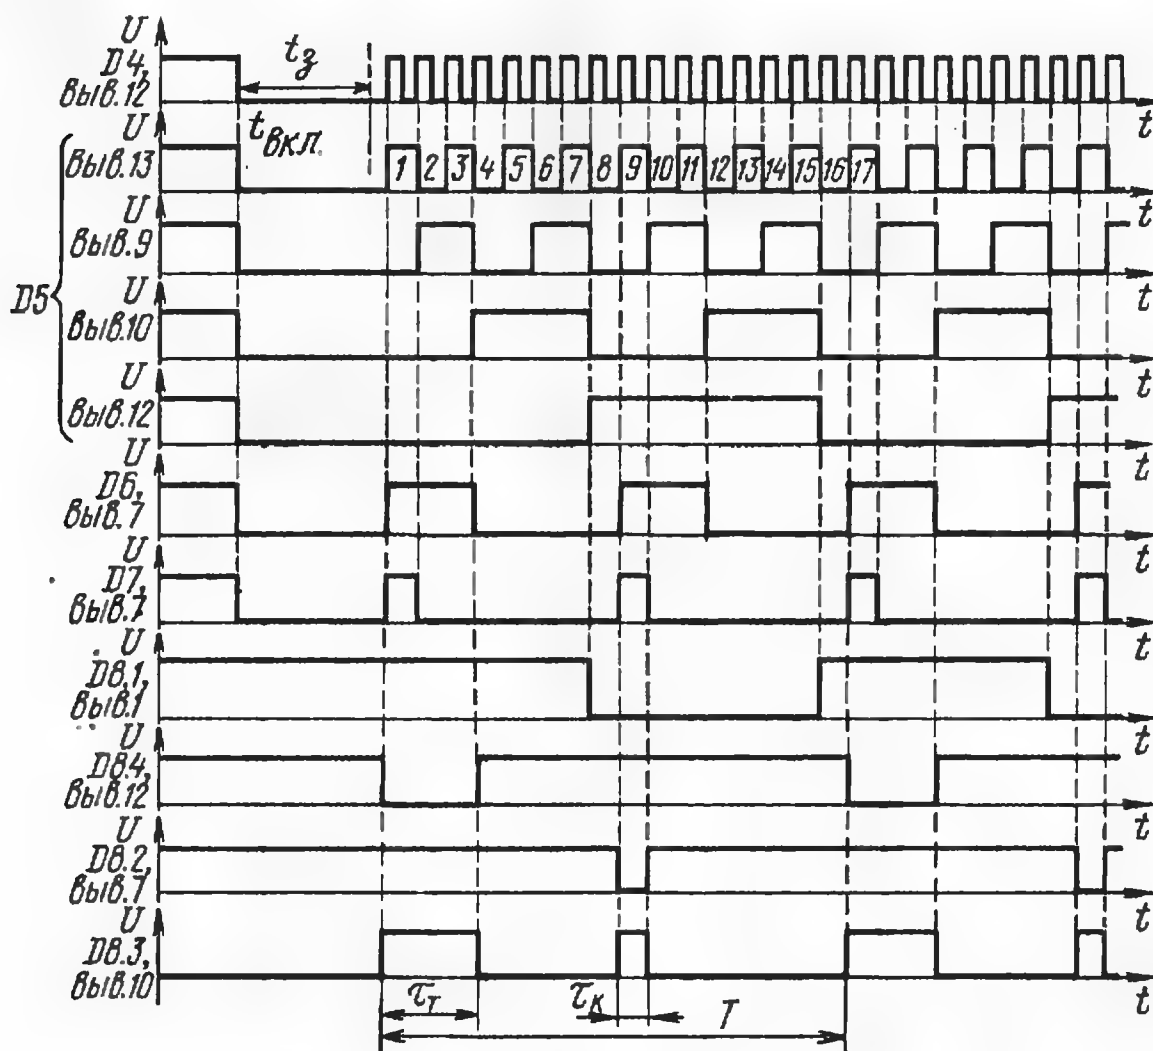 U
D4,
выв.12
t_з
t
U
выв.13
t_вкл.
1 2 3 4 5 6 7 8 9 10 11 12 13 14 15 16 17
t
D5
U
выв.9
t
U
выв.10
t
U
выв.12
t
U
D6,
выв.7
t
U
D7,
выв.7
t
U
D8.1,
выв.1
t
U
D8.4,
выв.12
t
U
D8.2,
выв.7
t
U
D8.3,
выв.10
t
τ_т
τ_к
T